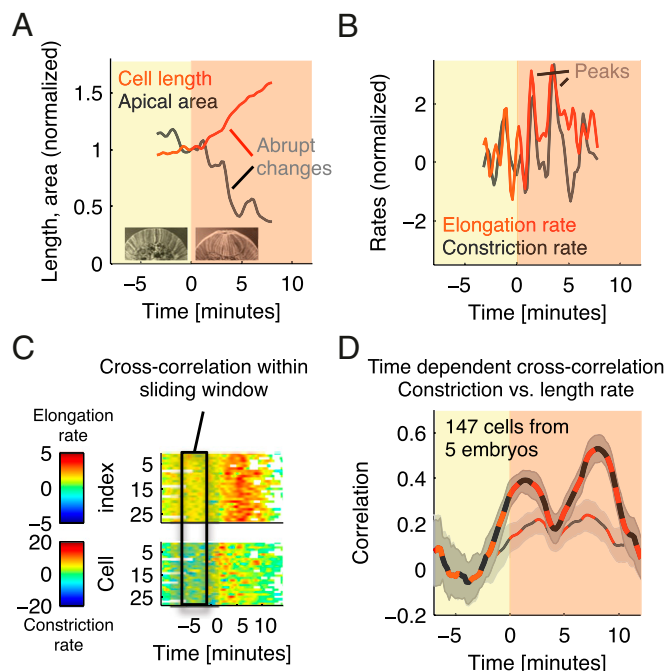 A
Length, area (normalized)
1.5
1
0.5
0
Cell length
Apical area
Abrupt
changes
−5 0 5 10
Time [minutes]
B
Rates (normalized)
2
0
−2
Peaks
Elongation rate
Constriction rate
−5 0 5 10
Time [minutes]
C
Cross-correlation within
sliding window
Elongation
rate
5
0
−5
20
0
−20
Constriction
rate
Cell index
5
15
25
5
15
25
−5 0 5 10
Time [minutes]
D
Time dependent cross-correlation
Constriction vs. length rate
147 cells from
5 embryos
Correlation
0.6
0.4
0.2
0
−0.2
−5 0 5 10
Time [minutes]